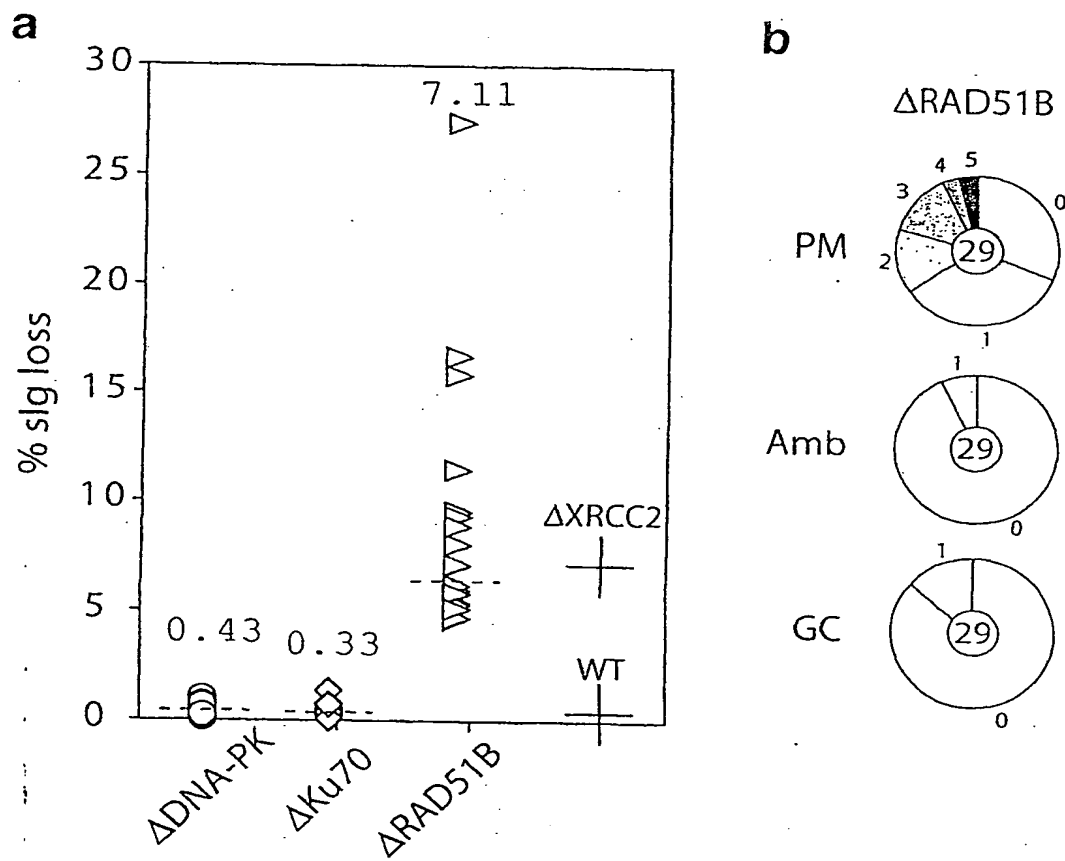 a
% sIg loss
30
25
20
15
10
5
0
0.43
0.33
7.11
ΔXRCC2
WT
ΔDNA-PK
ΔKu70
ΔRAD51B
b
ΔRAD51B
PM
29
0
1
2
3
4
5
Amb
29
1
0
GC
29
1
0